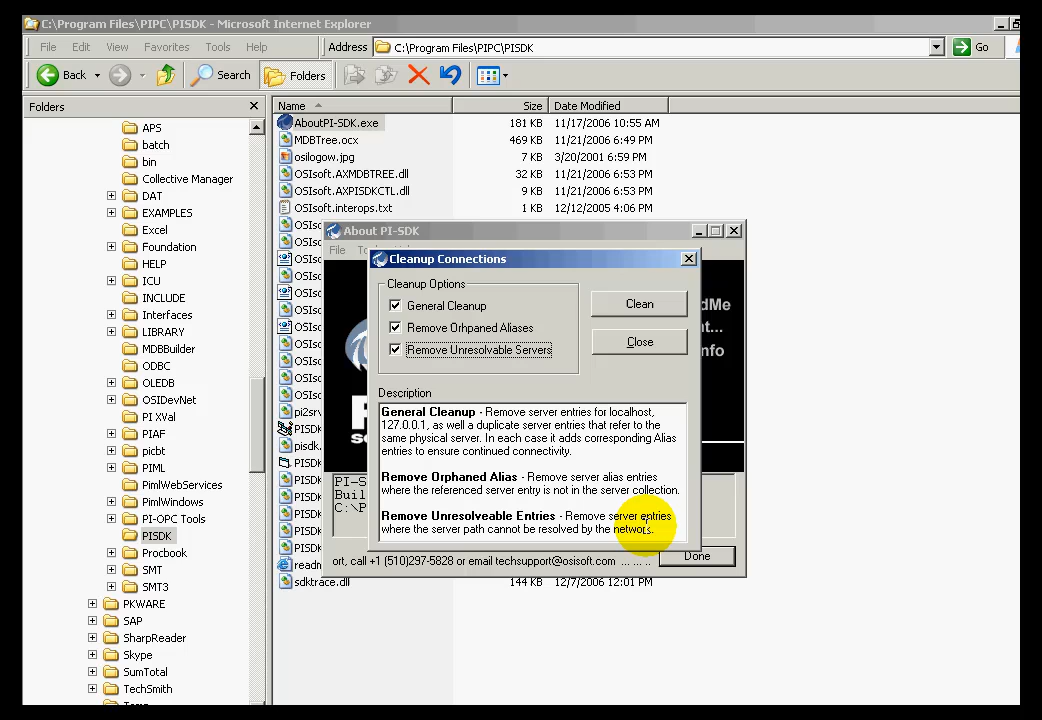 C:\Program Files\PIPC\PISDK - Microsoft Internet Explorer
File Edit View Favorites Tools Help Address C:\Program Files\PIPC\PISDK Go
Back Search Folders
Folders
Name Size Date Modified
APS
batch
bin
Collective Manager
DAT
EXAMPLES
Excel
Foundation
HELP
ICU
INCLUDE
Interfaces
LIBRARY
MDBBuilder
ODBC
OLEDB
OSIDevNet
PI XVal
PIAF
picbt
PIML
PimlWebServices
PimlWindows
PI-OPC Tools
PISDK
Procbook
SMT
SMT3
PKWARE
SAP
SharpReader
Skype
SumTotal
TechSmith
AboutPI-SDK.exe 181 KB 11/17/2006 10:55 AM
MDBTree.ocx 469 KB 11/21/2006 6:49 PM
osilogow.jpg 7 KB 3/20/2001 6:59 PM
OSIsoft.AXMDBTREE.dll 32 KB 11/21/2006 6:53 PM
OSIsoft.AXPISDKCTL.dll 9 KB 11/21/2006 6:53 PM
OSIsoft.interops.txt 1 KB 12/12/2005 4:06 PM
sdktrace.dll 144 KB 12/7/2006 12:01 PM
About PI-SDK
File
Cleanup Connections
Cleanup Options
General Cleanup
Remove Orhpaned Aliases
Remove Unresolvable Servers
Clean
Close
Description
General Cleanup - Remove server entries for localhost,
127.0.0.1, as well a duplicate server entries that refer to the
same physical server. In each case it adds corresponding Alias
entries to ensure continued connectivity.
Remove Orphaned Alias - Remove server alias entries
where the referenced server entry is not in the server collection.
Remove Unresolveable Entries - Remove server entries
where the server path cannot be resolved by the network.
ort, call +1 (510)297-5828 or email techsupport@osisoft.com ... ... ..
Done